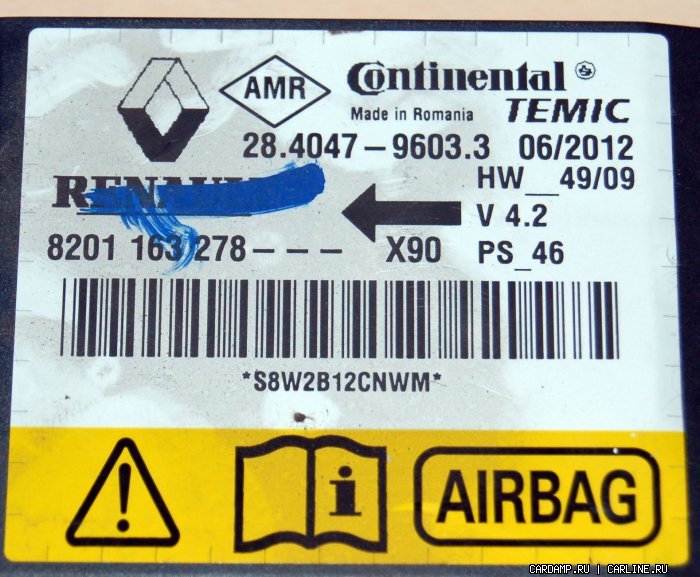 AMR
Continental ®
Made in Romania TEMIC
28.4047-9603.3 06/2012
RENAULT HW__49/09
V 4.2
8201 163 278--- X90 PS_46
*S8W2B12CNWM*
i AIRBAG
CARDAMP.RU | CARLINE.RU